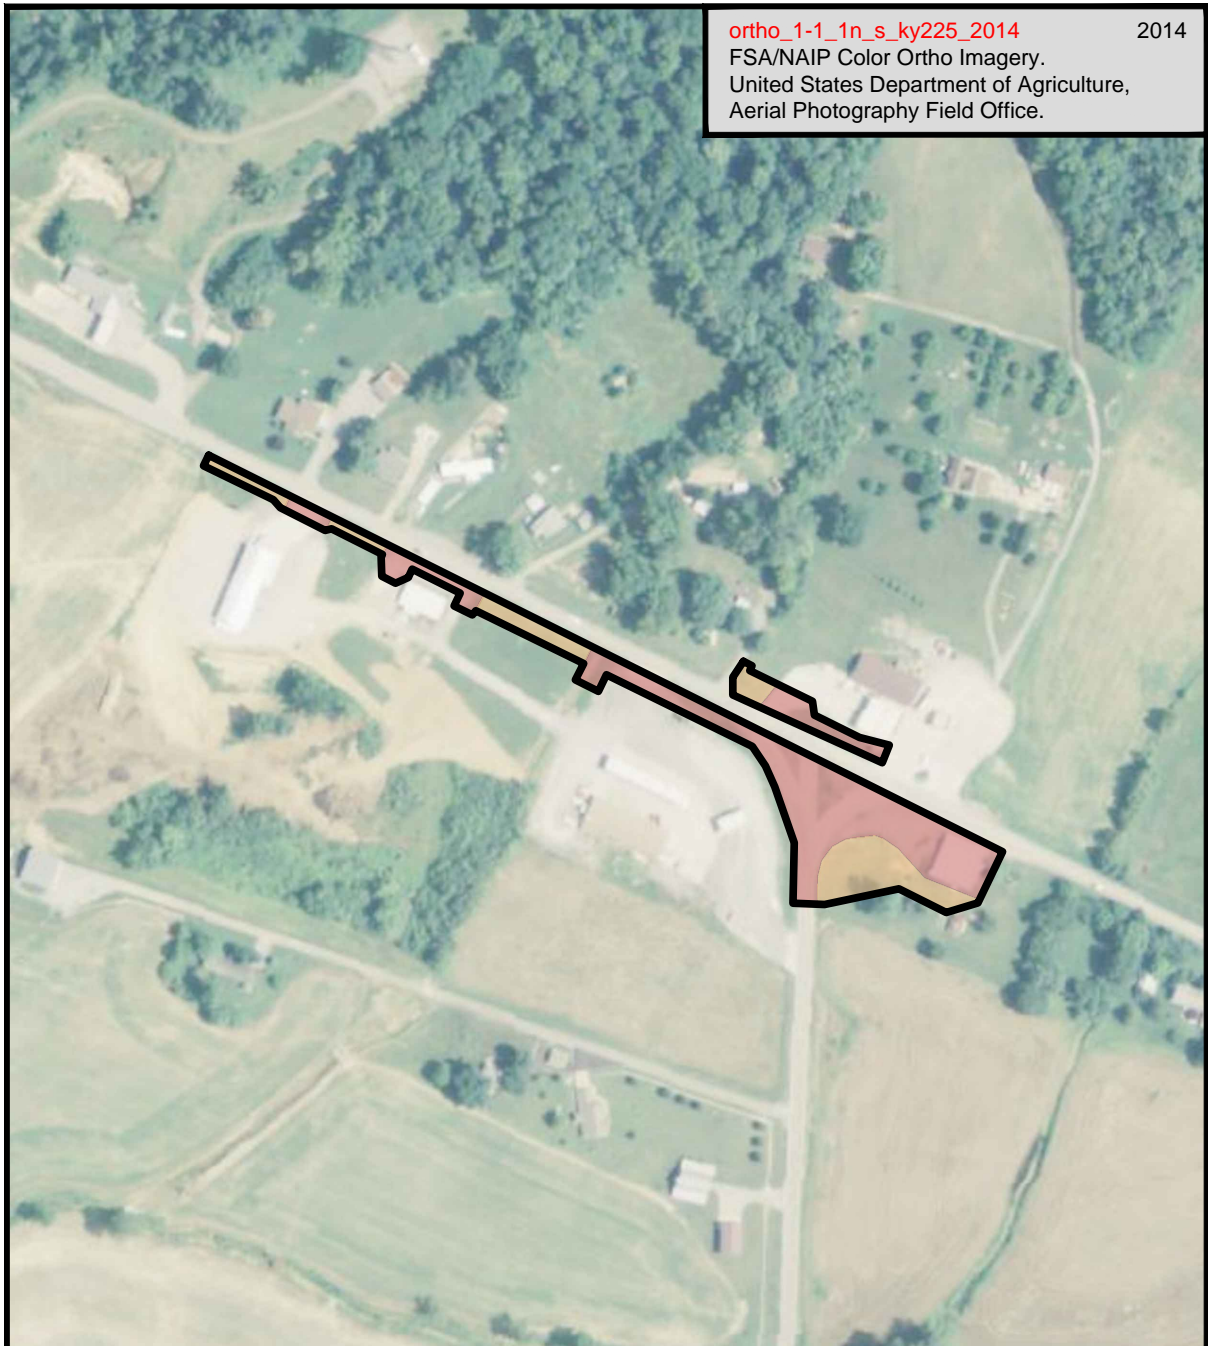 ortho_1-1_1n_s_ky225_2014 2014
FSA/NAIP Color Ortho Imagery.
United States Department of Agriculture,
Aerial Photography Field Office.